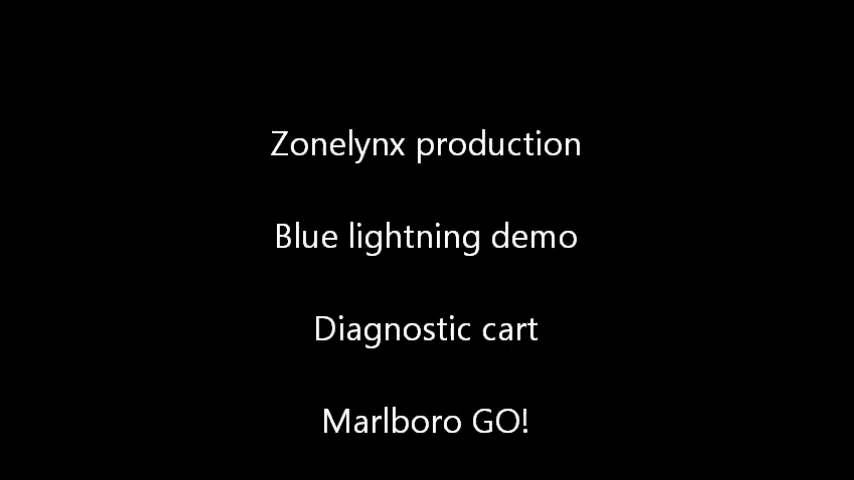 Zonelynx production
Blue lightning demo
Diagnostic cart
Marlboro GO!